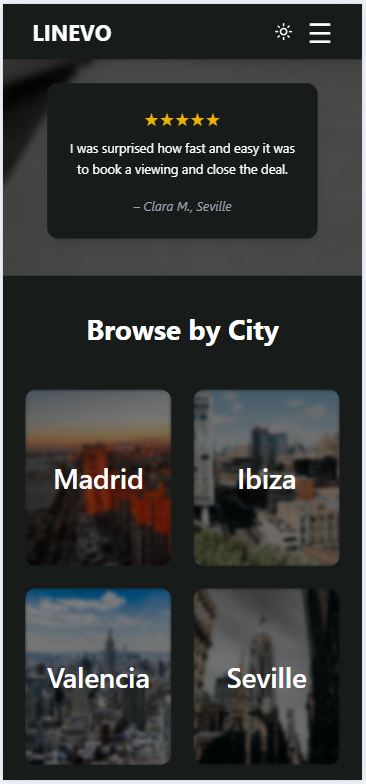 LINEVO
★★★★★
I was surprised how fast and easy it was
to book a viewing and close the deal.
– Clara M., Seville
Browse by City
Madrid
Ibiza
Valencia
Seville